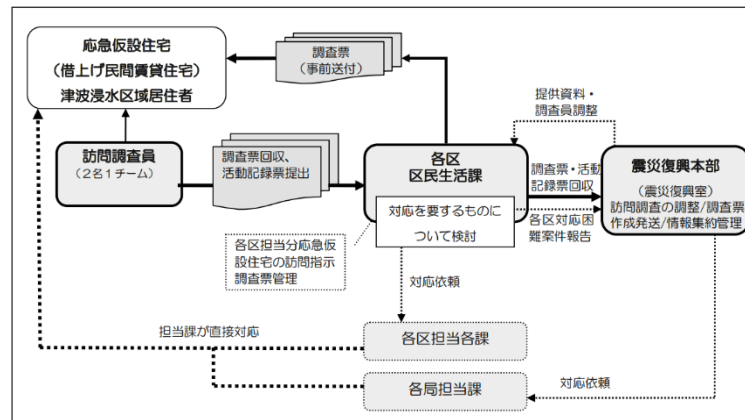 応急仮設住宅
（借上げ民間賃貸住宅）
津波浸水区域居住者
調査票
（事前送付）
提供資料・
調査員調整
訪問調査員
（２名１チーム）
調査票回収、
活動記録票提出
各区
区民生活課
調査票・活動
記録票回収
震災復興本部
（震災復興室）
訪問調査の調整/調査票
作成発送/情報集約管理
対応を要するものに
ついて検討
各区対応困
難案件報告
各区担当分応急仮
設住宅の訪問指示
調査票管理
対応依頼
担当課が直接対応
各区担当各課
各局担当課
対応依頼